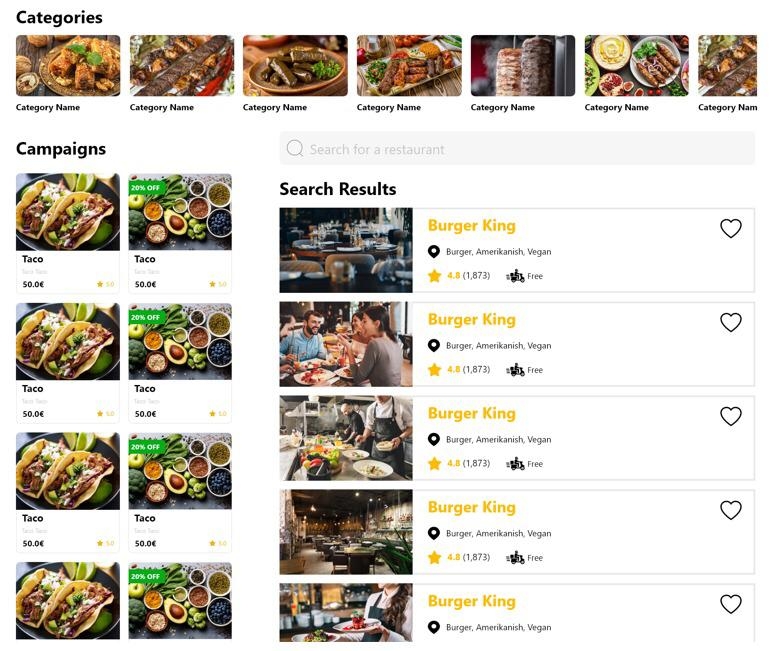 Categories
Category Name
Category Name
Category Name
Category Name
Category Name
Category Name
Category Nam
Campaigns
20% OFF
Taco
Taco Taco
50.0€
5.0
Taco
Taco Taco
50.0€
5.0
20% OFF
Taco
Taco Taco
50.0€
5.0
Taco
Taco Taco
50.0€
5.0
20% OFF
Taco
Taco Taco
50.0€
5.0
Taco
Taco Taco
50.0€
5.0
20% OFF
Search for a restaurant
Search Results
Burger King
Burger, Amerikanish, Vegan
4.8 (1,873)
Free
Burger King
Burger, Amerikanish, Vegan
4.8 (1,873)
Free
Burger King
Burger, Amerikanish, Vegan
4.8 (1,873)
Free
Burger King
Burger, Amerikanish, Vegan
4.8 (1,873)
Free
Burger King
Burger, Amerikanish, Vegan